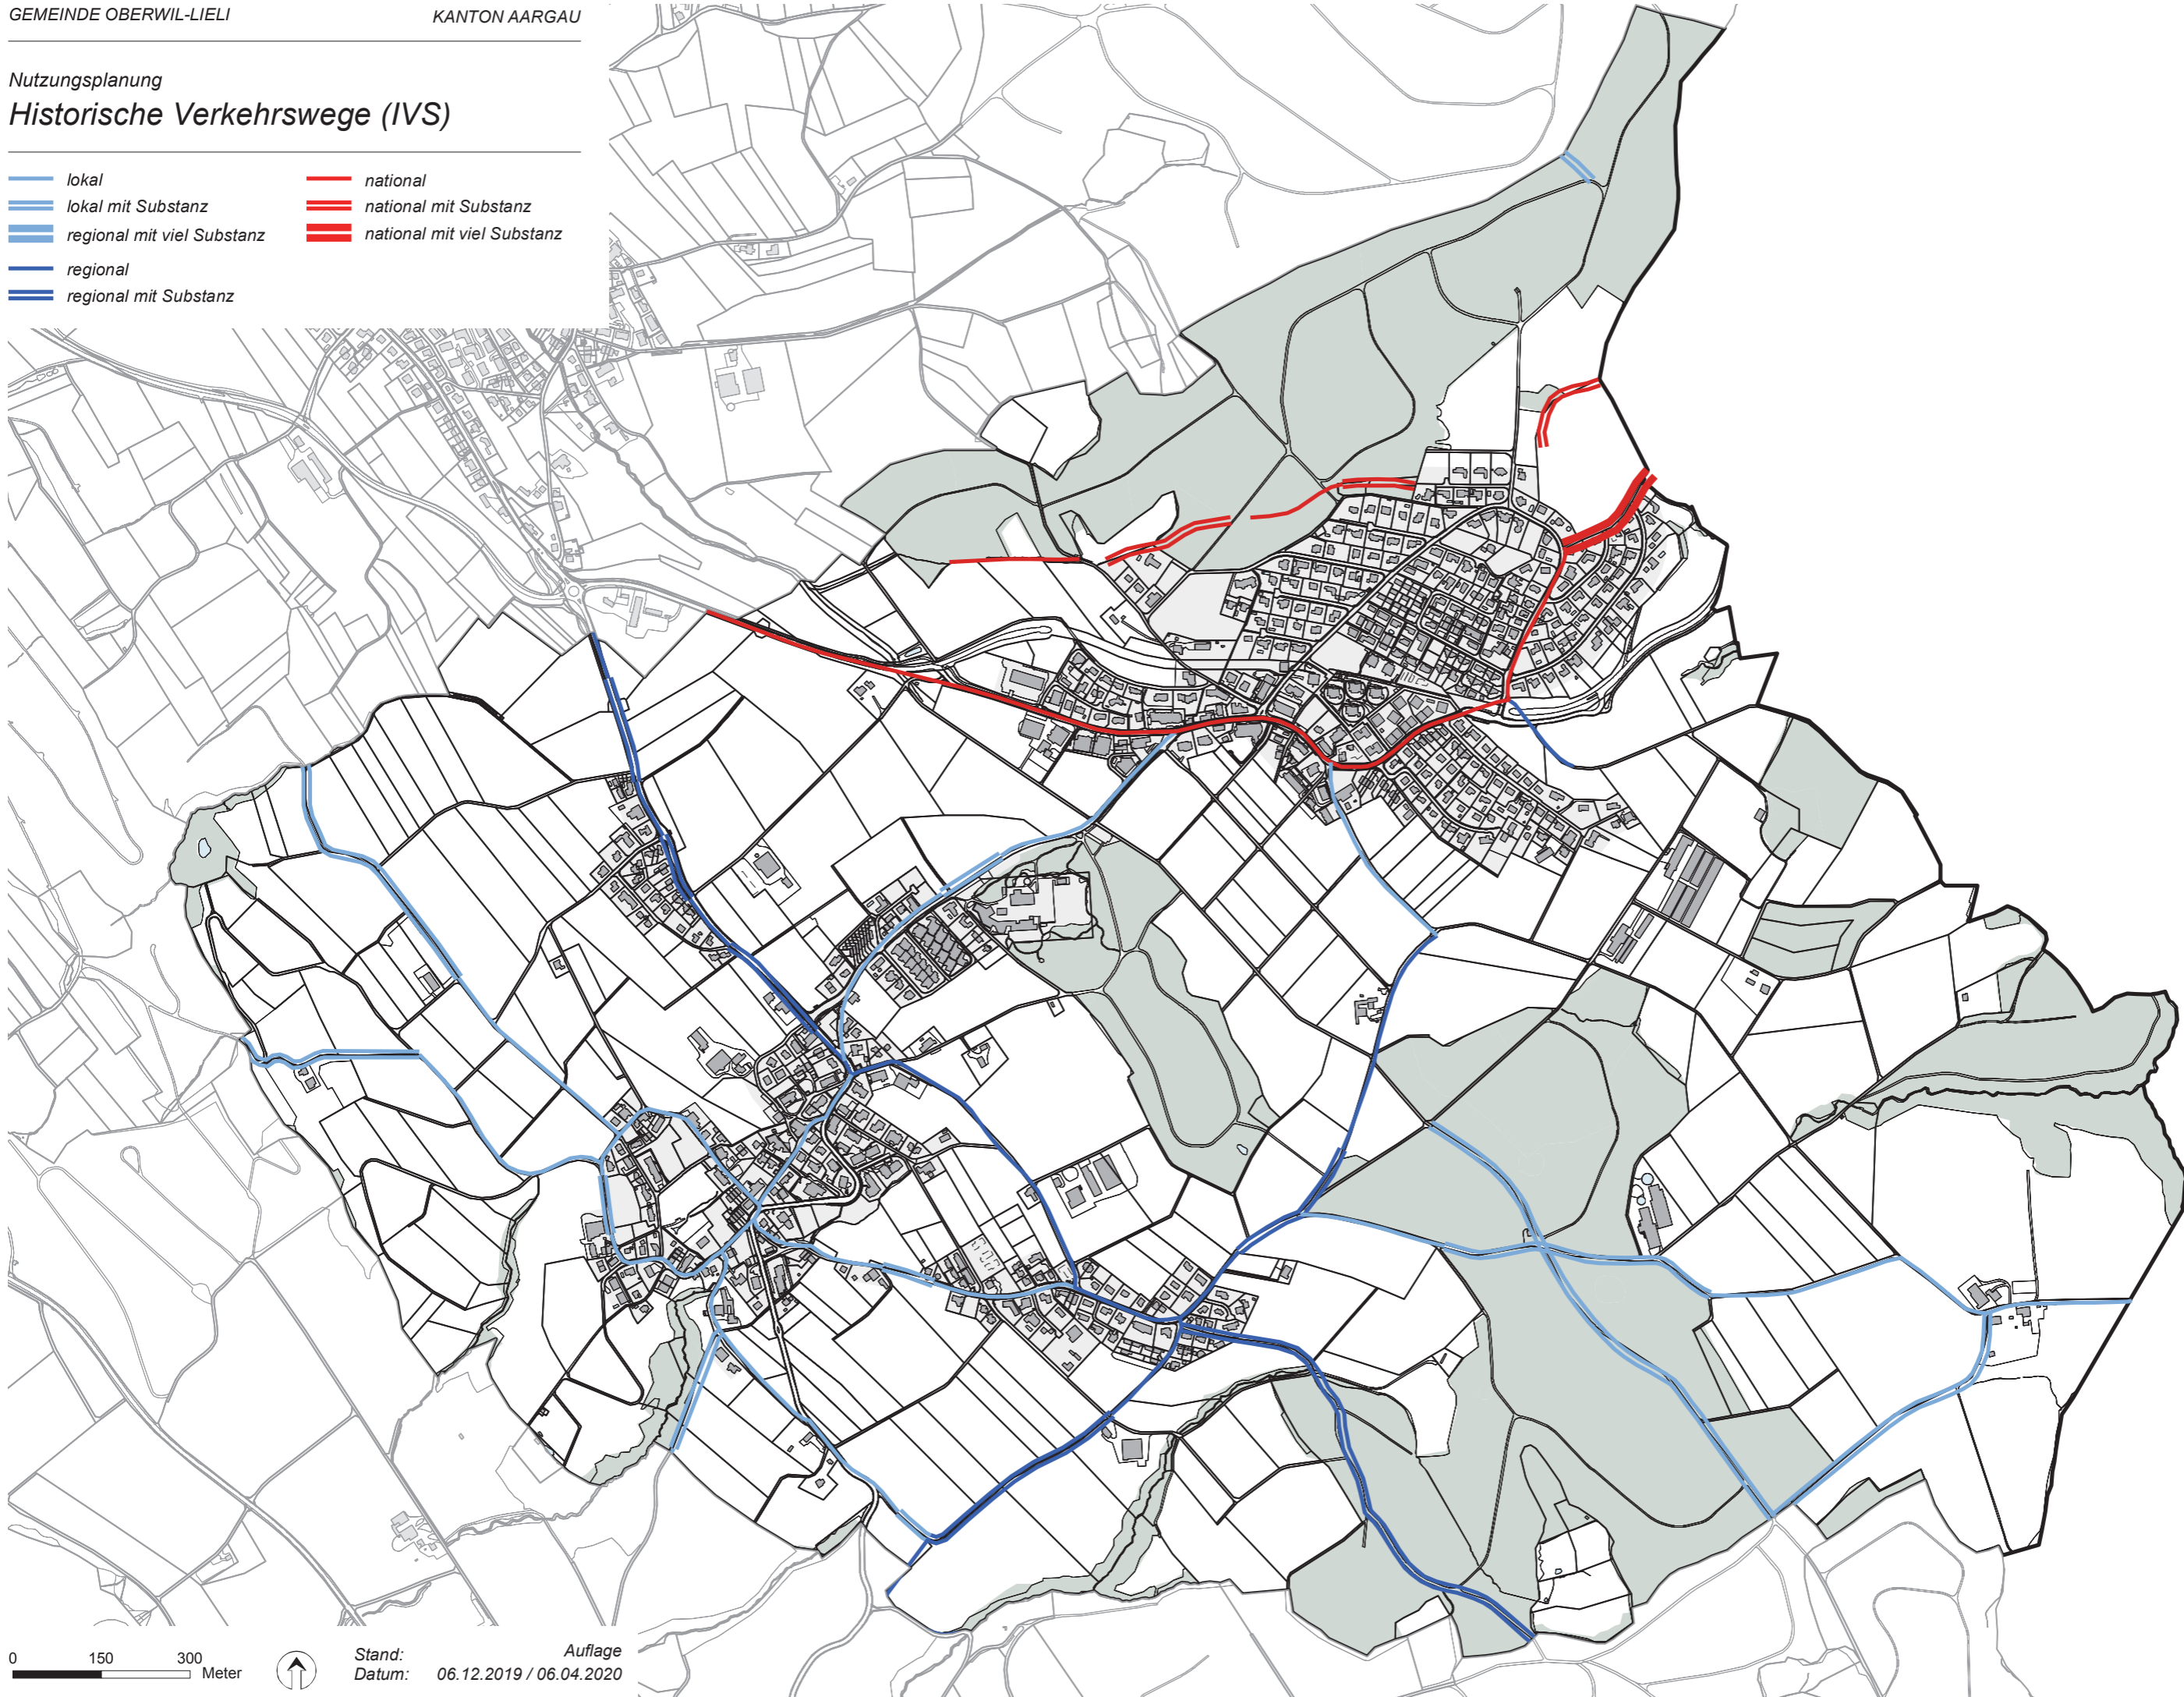 GEMEINDE OBERWIL-LIELI KANTON AARGAU
Nutzungsplanung
Historische Verkehrswege (IVS)
lokal
lokal mit Substanz
regional mit viel Substanz
regional
regional mit Substanz
national
national mit Substanz
national mit viel Substanz
0 150 300 Meter
Stand: Auflage
Datum: 06.12.2019 / 06.04.2020